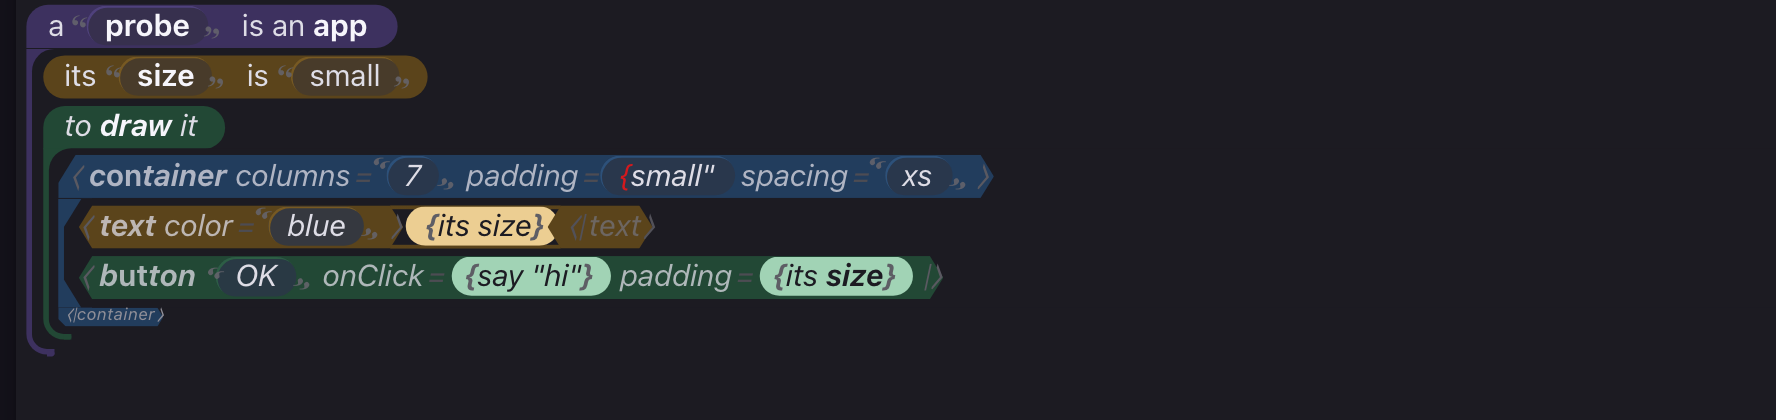 a “probe„ is an app
its “size„ is “small„
to draw it
⟨container columns=“7„ padding={small" spacing=“xs„⟩
⟨text color=“blue„⟩{its size}⟨/text⟩
⟨button “OK„ onClick={say "hi"} padding={its size} /⟩
⟨/container⟩